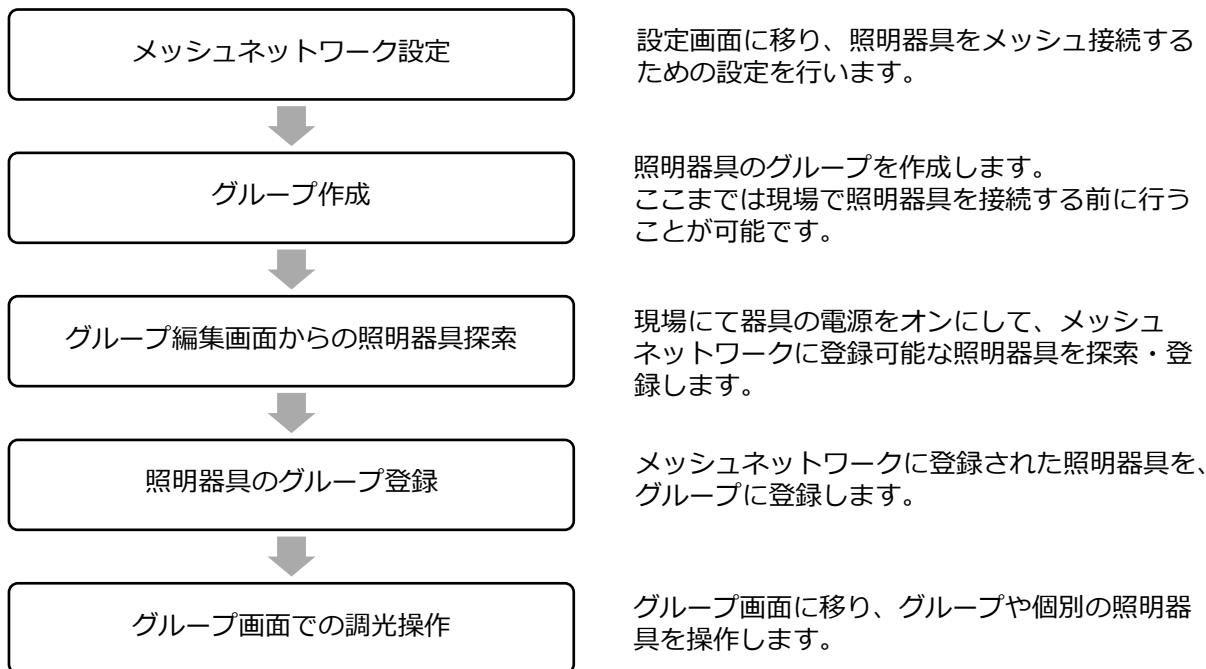 メッシュネットワーク設定
設定画面に移り、照明器具をメッシュ接続する
ための設定を行います。
グループ作成
照明器具のグループを作成します。
ここまでは現場で照明器具を接続する前に行う
ことが可能です。
グループ編集画面からの照明器具探索
現場にて器具の電源をオンにして、メッシュ
ネットワークに登録可能な照明器具を探索・登
録します。
照明器具のグループ登録
メッシュネットワークに登録された照明器具を、
グループに登録します。
グループ画面での調光操作
グループ画面に移り、グループや個別の照明器
具を操作します。